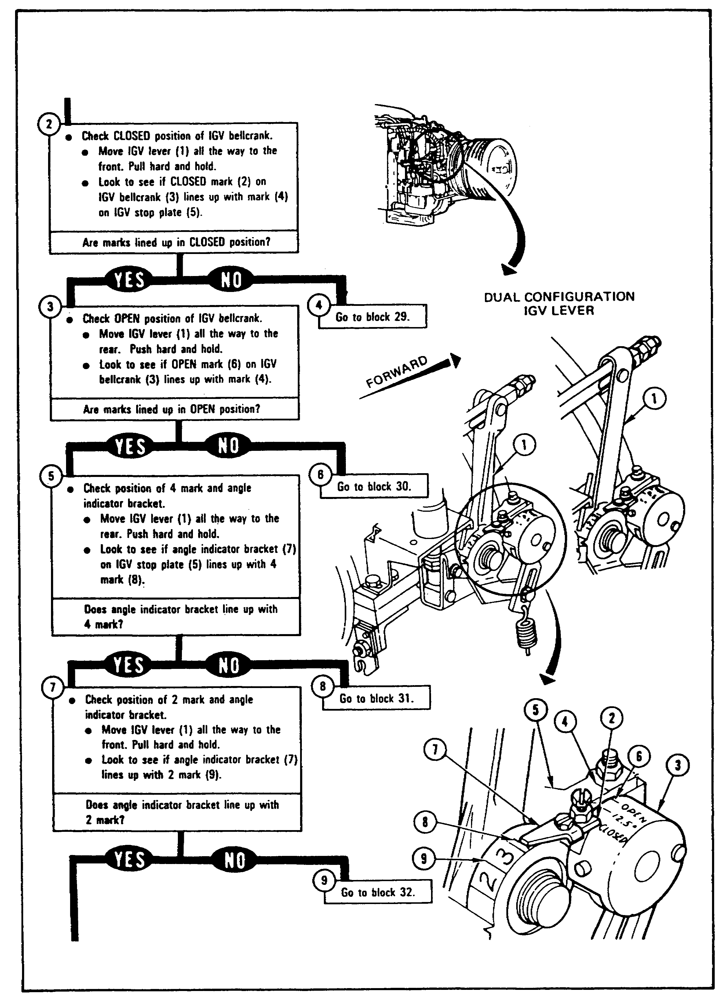 2
● Check CLOSED position of IGV bellcrank.
● Move IGV lever (1) all the way to the
front. Pull hard and hold.
● Look to see if CLOSED mark (2) on
IGV bellcrank (3) lines up with mark (4)
on IGV stop plate (5).
Are marks lined up in CLOSED position?
YES
NO
3
● Check OPEN position of IGV bellcrank.
● Move IGV lever (1) all the way to the
rear. Push hard and hold.
● Look to see if OPEN mark (6) on IGV
bellcrank (3) lines up with mark (4).
Are marks lined up in OPEN position?
4
Go to block 29.
YES
NO
5
● Check position of 4 mark and angle
indicator bracket.
● Move IGV lever (1) all the way to the
rear. Push hard and hold.
● Look to see if angle indicator bracket (7)
on IGV stop plate (5) lines up with 4
mark (8).
Does angle indicator bracket line up with
4 mark?
6
Go to block 30.
YES
NO
7
● Check position of 2 mark and angle
indicator bracket.
● Move IGV lever (1) all the way to the
front. Pull hard and hold.
● Look to see if angle indicator bracket (7)
lines up with 2 mark (9).
Does angle indicator bracket line up with
2 mark?
8
Go to block 31.
YES
NO
9
Go to block 32.
DUAL CONFIGURATION
IGV LEVER
FORWARD
1
1
5
4
2
7
6
3
8
9
OPEN
12.5°
CLOSED
3
2